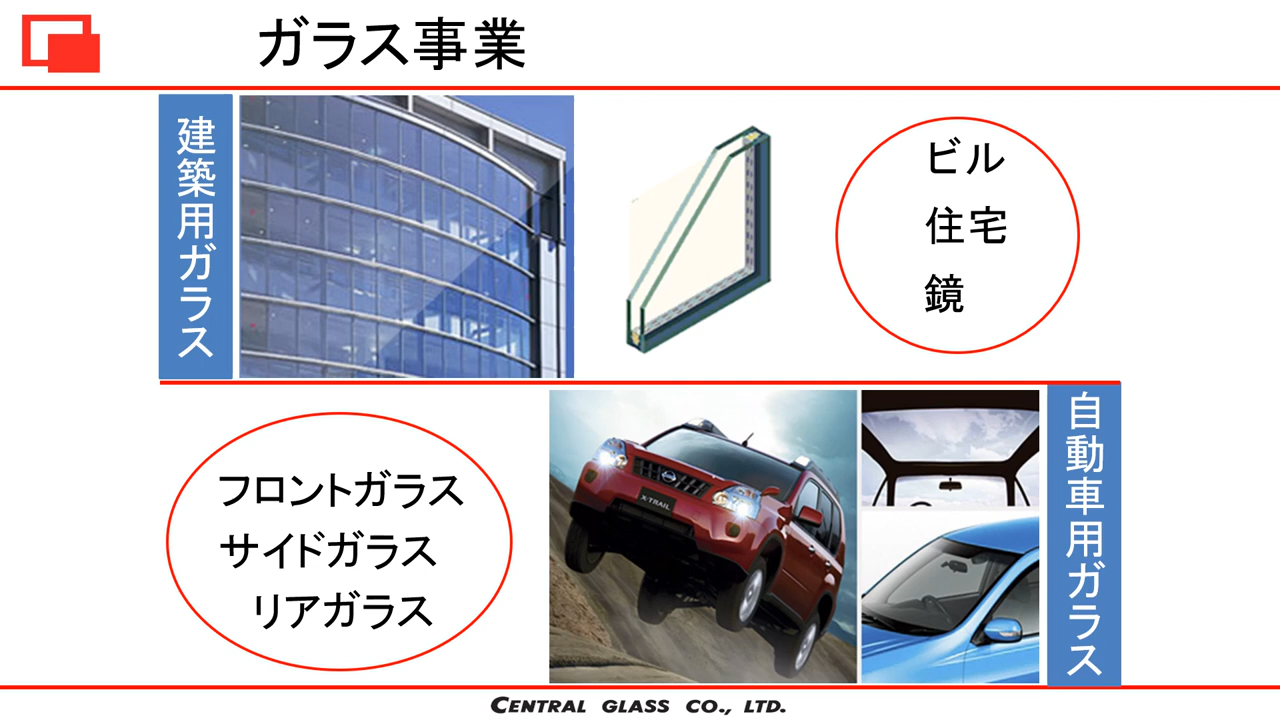 ガラス事業
建築用ガラス
ビル
住宅
鏡
フロントガラス
サイドガラス
リアガラス
X-TRAIL
自動車用ガラス
CENTRAL GLASS CO., LTD.